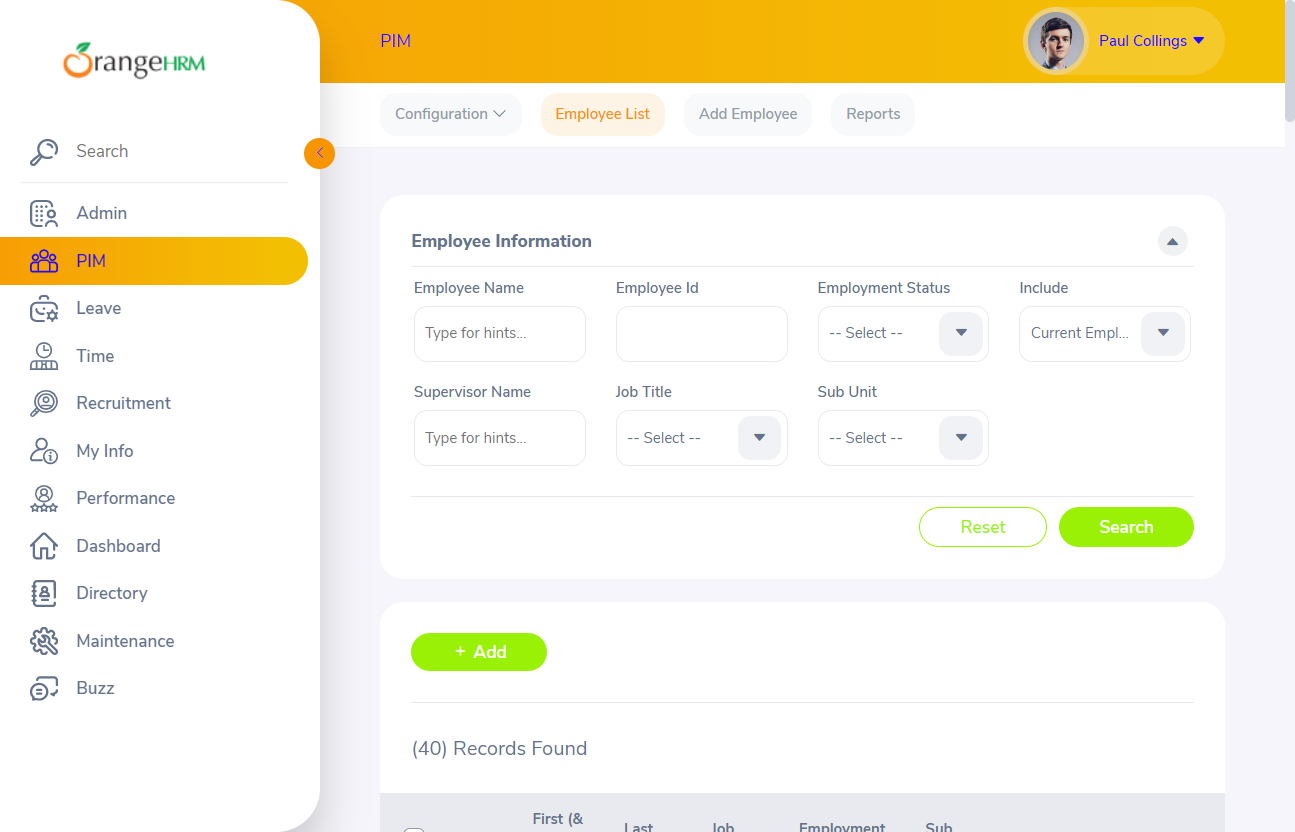 OrangeHRM
PIM
Paul Collings
Configuration
Employee List
Add Employee
Reports
Search
Admin
PIM
Leave
Time
Recruitment
My Info
Performance
Dashboard
Directory
Maintenance
Buzz
Employee Information
Employee Name
Employee Id
Employment Status
Include
Type for hints...
-- Select --
Current Empl...
Supervisor Name
Job Title
Sub Unit
Type for hints...
-- Select --
-- Select --
Reset
Search
+ Add
(40) Records Found
First (&
Last
Job
Employment
Sub